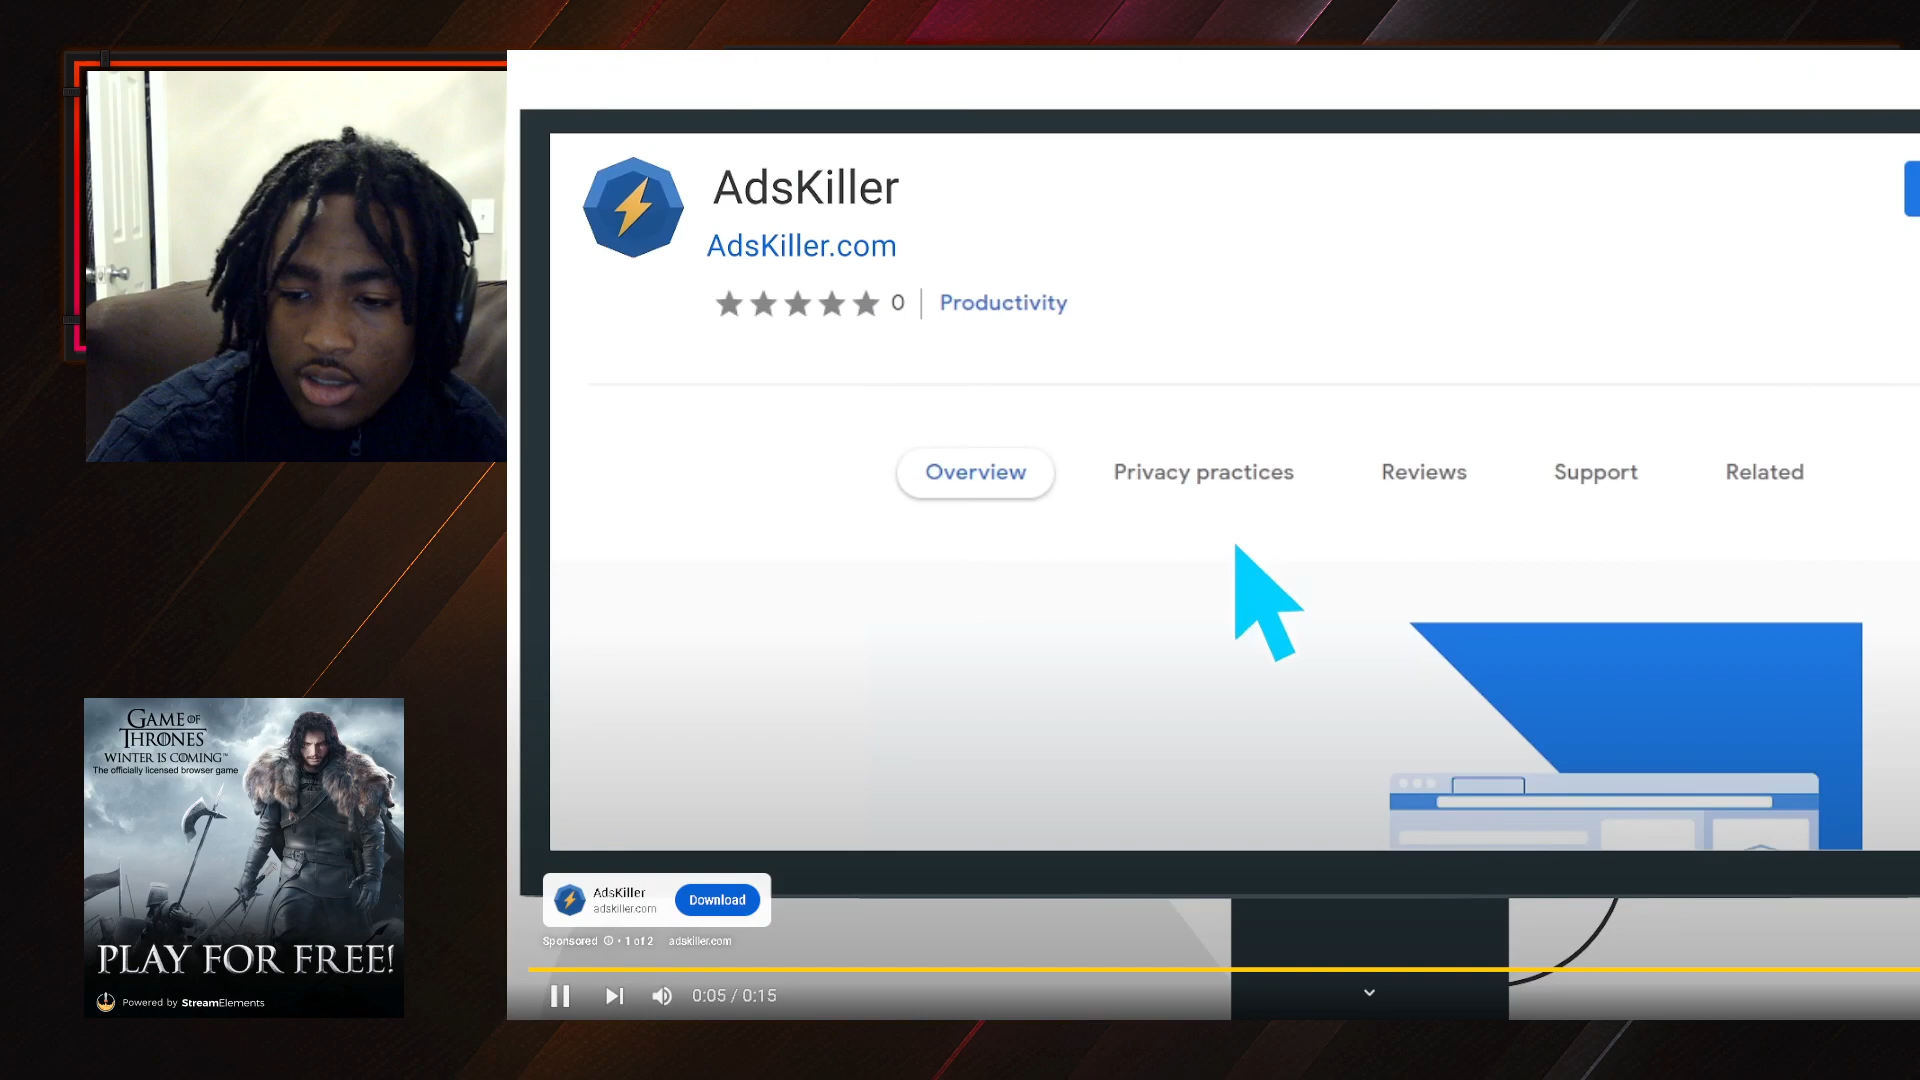 AdsKiller
AdsKiller.com
0 | Productivity
Overview Privacy practices Reviews Support Related
GAME OF
THRONES
WINTER IS COMING™
The officially licensed browser game
PLAY FOR FREE!
Powered by StreamElements
AdsKiller
adskiller.com
Download
Sponsored • 1 of 2 adskiller.com
0:05 / 0:15